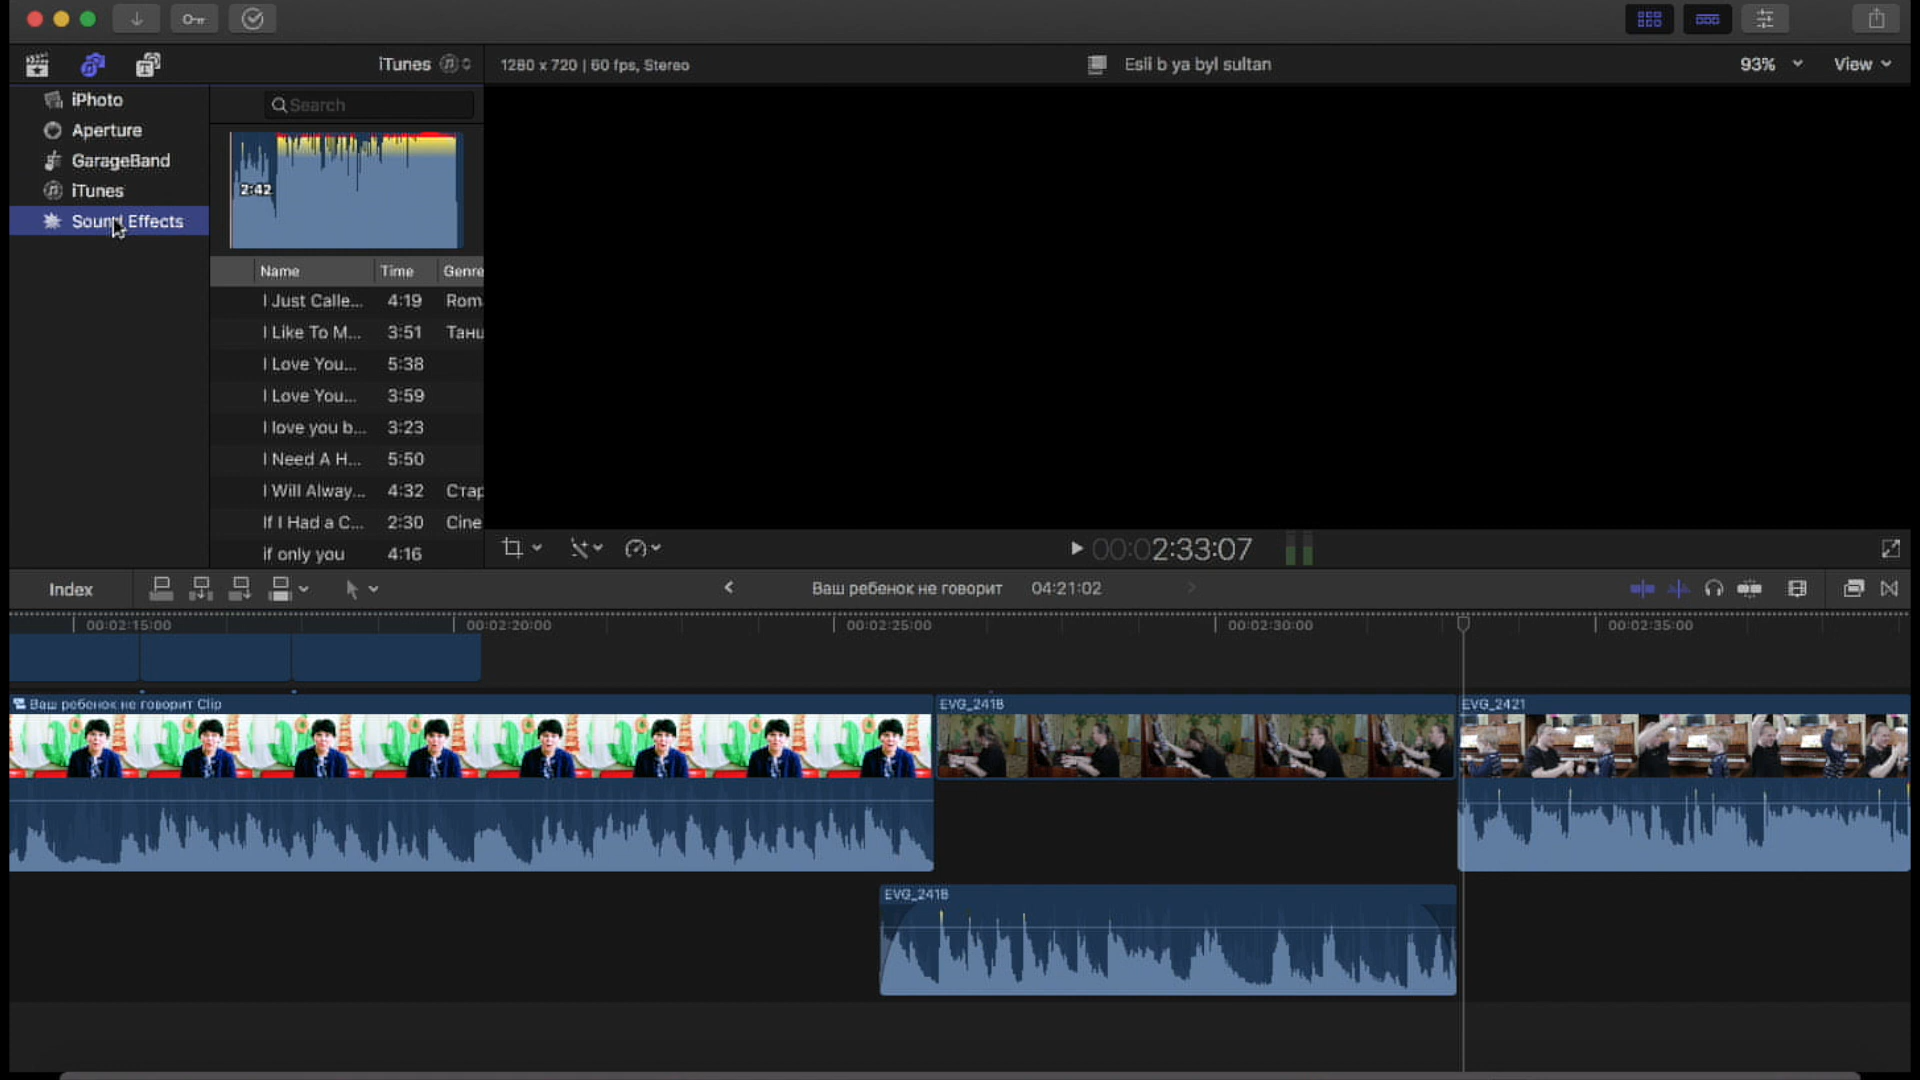 iTunes
1280 x 720 | 60 fps, Stereo
Esli b ya byl sultan
93%
View
iPhoto
Aperture
GarageBand
iTunes
Sound Effects
Search
2:42
Name Time Genre
I Just Calle... 4:19 Rom
I Like To M... 3:51 Танц
I Love You... 5:38
I Love You... 3:59
I love you b... 3:23
I Need A H... 5:50
I Will Alway... 4:32 Стар
If I Had a C... 2:30 Cine
if only you 4:16
00:02:33:07
Index
Ваш ребенок не говорит 04:21:02
00:02:15:00 00:02:20:00 00:02:25:00 00:02:30:00 00:02:35:00
Ваш ребенок не говорит Clip
EVG_2418
EVG_2421
EVG_2418